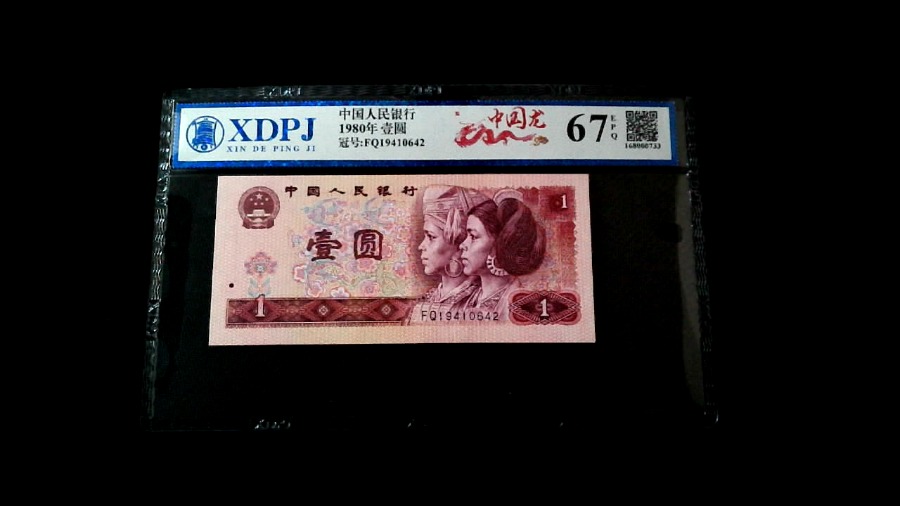 XDPJ
XIN DE PING JI
中国人民银行
1980年 壹圆
冠号:FQ19410642
中国龙
67
EPQ
168060733
中国人民银行
1
壹圆
1
FQ19410642
1